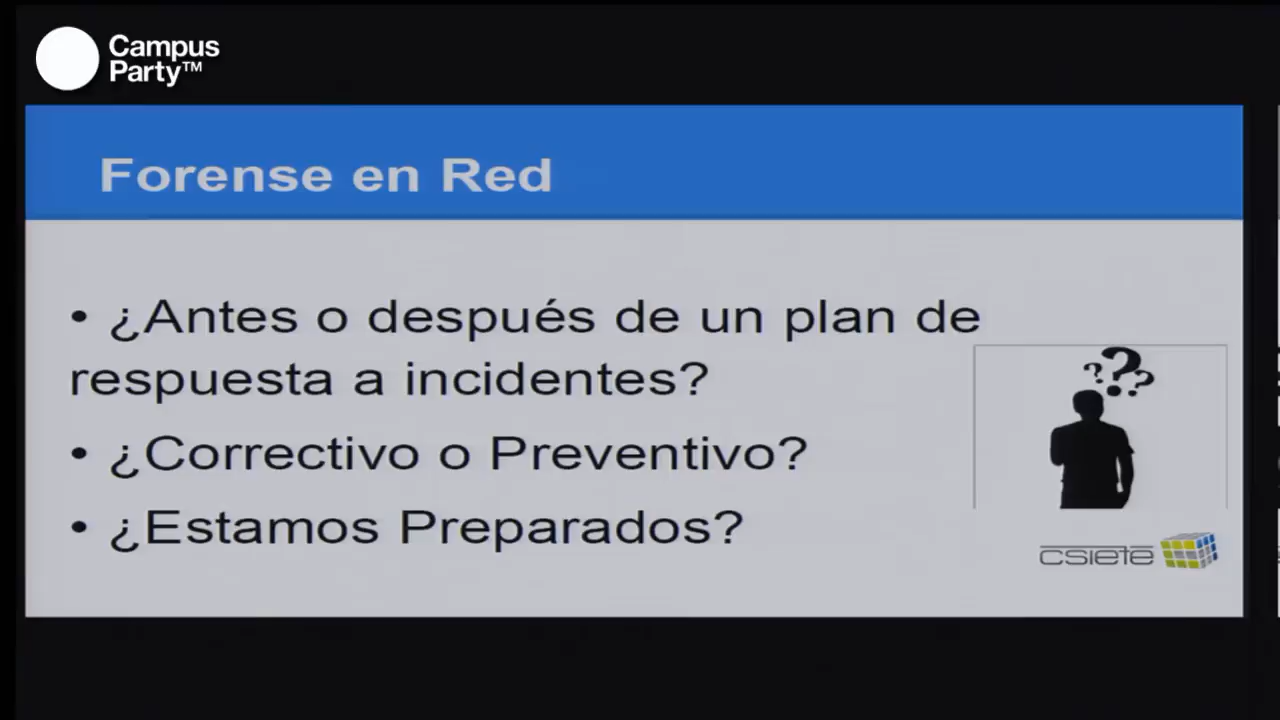 Campus
Party™
Forense en Red
• ¿Antes o después de un plan de
respuesta a incidentes?
• ¿Correctivo o Preventivo?
• ¿Estamos Preparados?
???
csiete